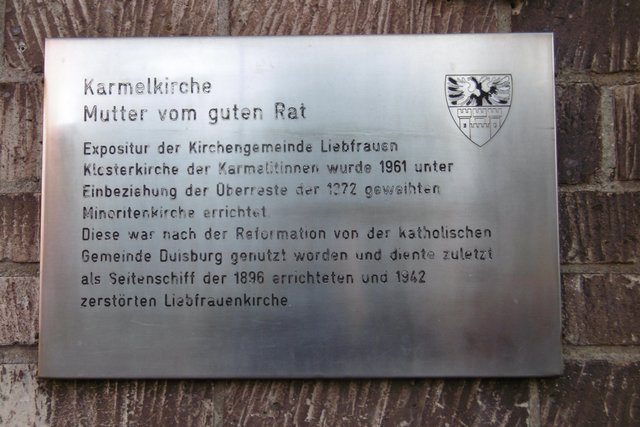 Karmelkirche
Mutter vom guten Rat
Expositur der Kirchengemeinde Liebfrauen
Klosterkirche der Karmelitinnen wurde 1961 unter
Einbeziehung der Überreste der 1272 geweihten
Minoritenkirche errichtet
Diese war nach der Reformation von der katholischen
Gemeinde Duisburg genutzt worden und diente zuletzt
als Seitenschiff der 1896 errichteten und 1942
zerstörten Liebfrauenkirche